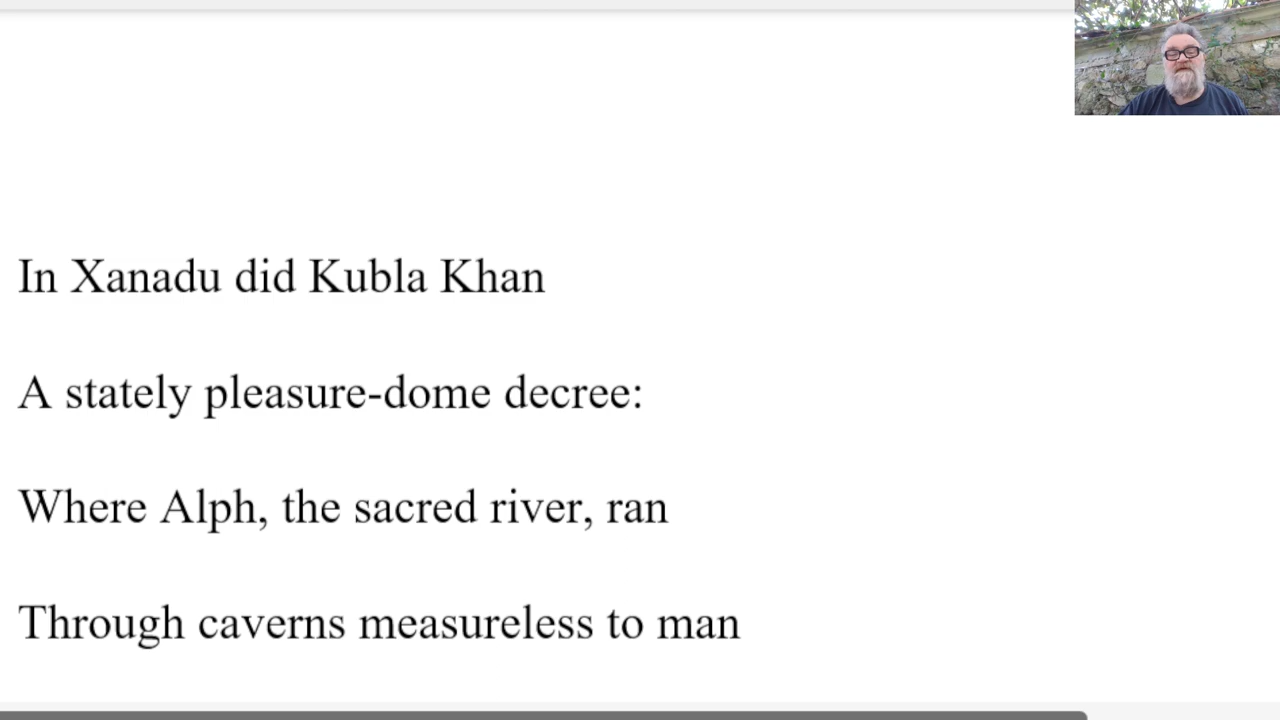 In Xanadu did Kubla Khan
A stately pleasure-dome decree:
Where Alph, the sacred river, ran
Through caverns measureless to man